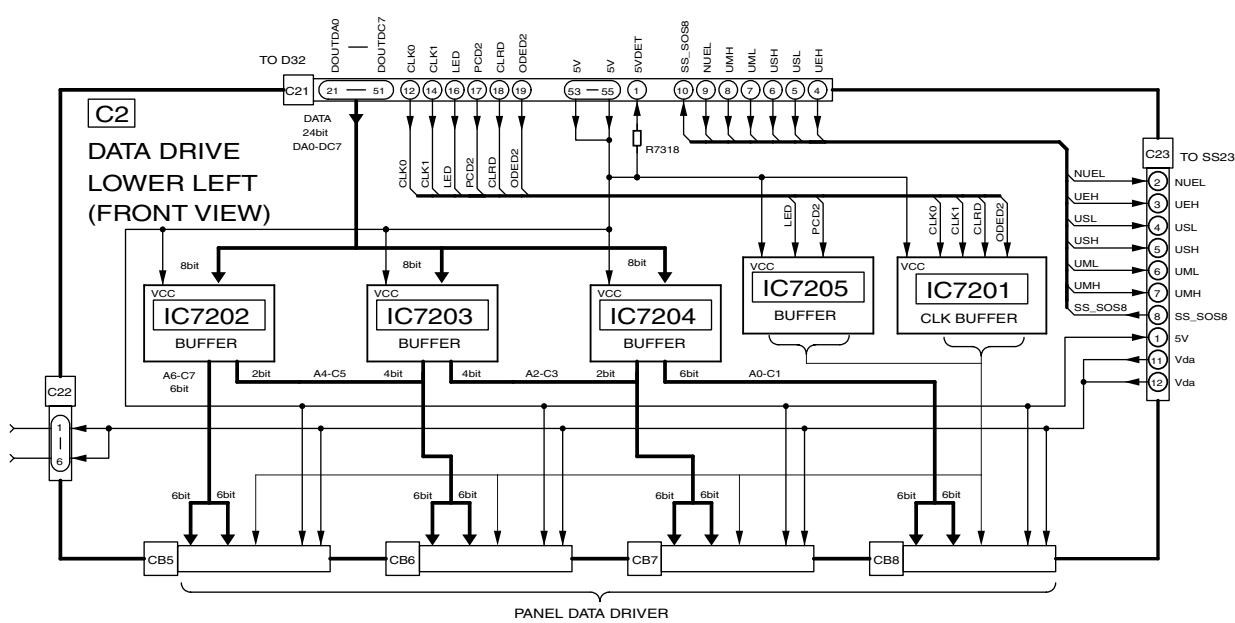 TO D32
DOUTDA0
DOUTDC7
CLK0
CLK1
LED
PCD2
CLRD
ODED2
5V
5V
5VDET
SS_SOS8
NUEL
UMH
UML
USH
USL
UEH
C21
21 — 51
12
14
16
17
18
19
53 — 55
1
10
9
8
7
6
5
4
C2
DATA DRIVE
LOWER LEFT
(FRONT VIEW)
DATA
24bit
DA0-DC7
R7318
CLK0
CLK1
LED
PCD2
CLRD
ODED2
LED
PCD2
CLK0
CLK1
CLRD
ODED2
C23
TO SS23
NUEL
2
NUEL
UEH
3
UEH
USL
4
USL
USH
5
USH
UML
6
UML
UMH
7
UMH
SS_SOS8
8
SS_SOS8
1
5V
11
Vda
12
Vda
8bit
8bit
8bit
VCC
IC7202
BUFFER
VCC
IC7203
BUFFER
VCC
IC7204
BUFFER
VCC
IC7205
BUFFER
VCC
IC7201
CLK BUFFER
A6-C7
6bit
2bit
A4-C5
4bit
4bit
A2-C3
2bit
6bit
A0-C1
C22
1
6
6bit
6bit
6bit
6bit
6bit
6bit
6bit
6bit
CB5
CB6
CB7
CB8
PANEL DATA DRIVER